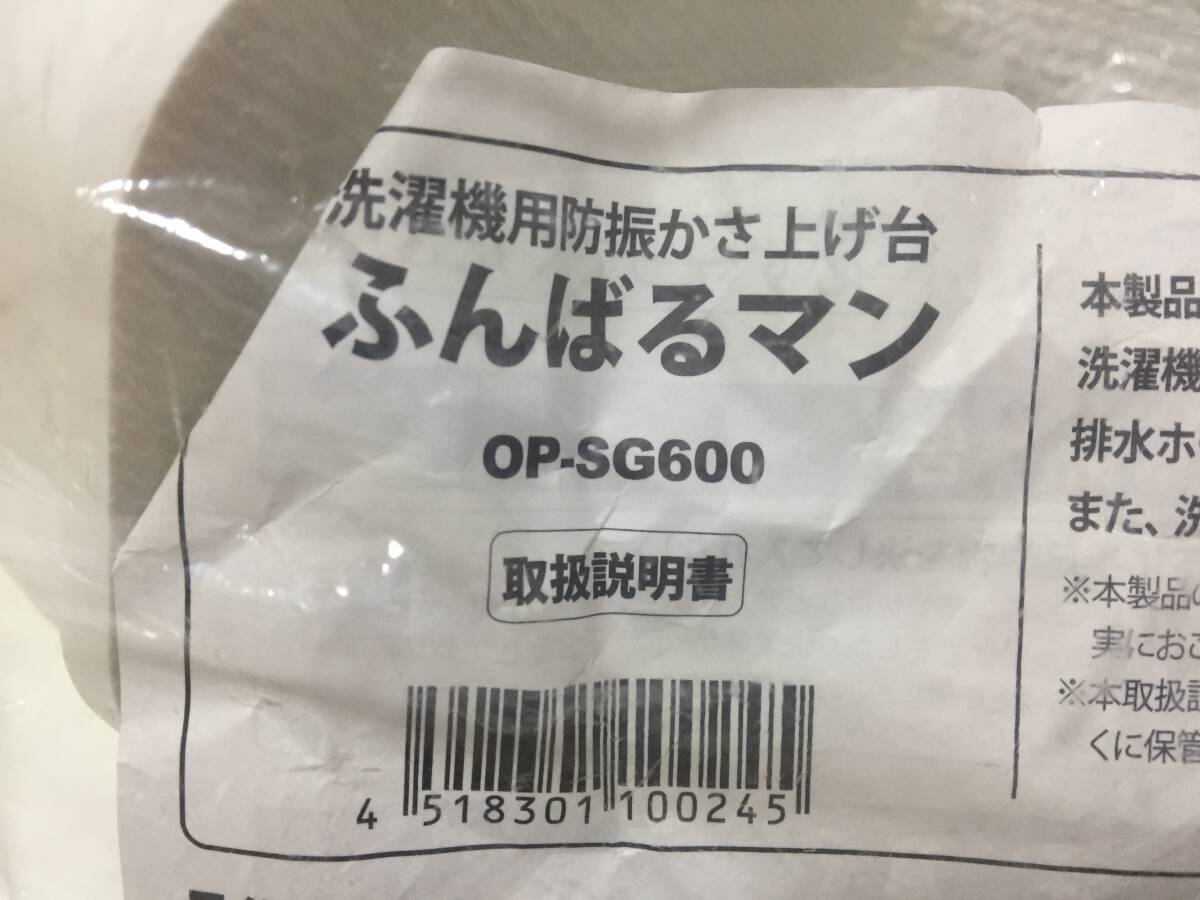 洗濯機用防振かさ上げ台
ふんばるマン
OP-SG600
取扱説明書
4 518301 100245
本製品
洗濯機
排水ホ
また、洗
※本製品の
実におこ
※本取扱説
くに保管